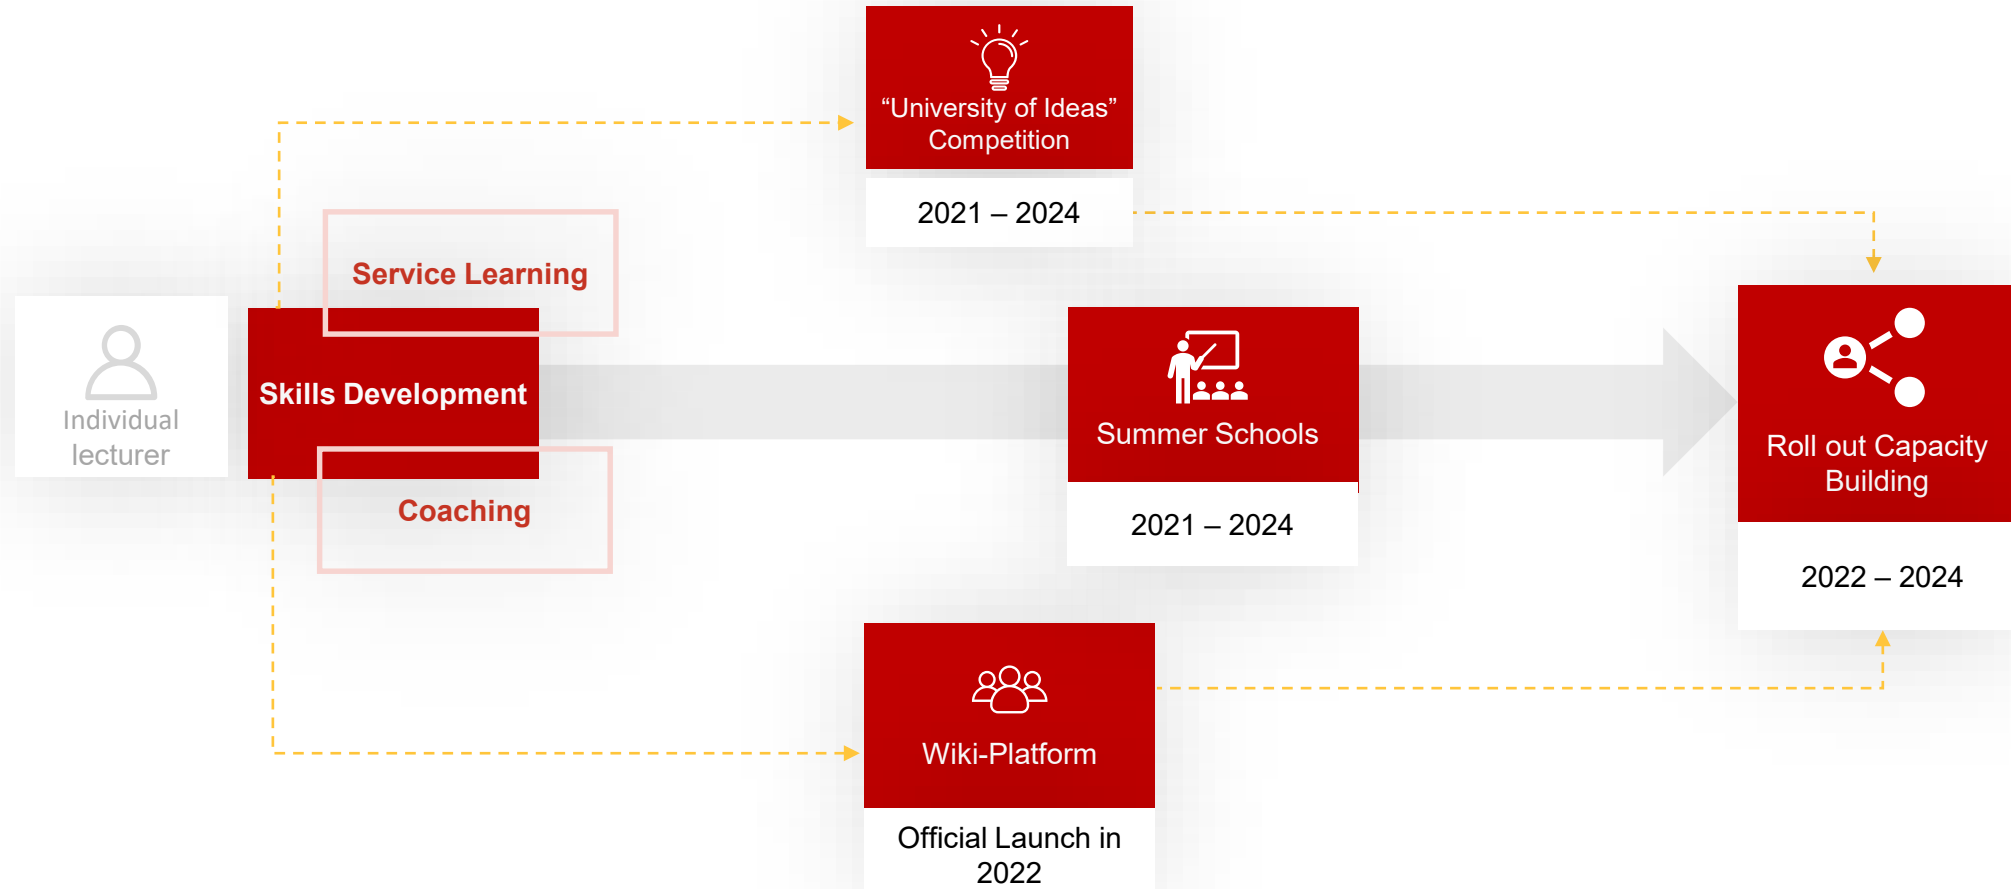 “University of Ideas”
Competition
2021 – 2024
Service Learning
Individual
lecturer
Skills Development
Coaching
Summer Schools
2021 – 2024
Roll out Capacity
Building
2022 – 2024
Wiki-Platform
Official Launch in
2022